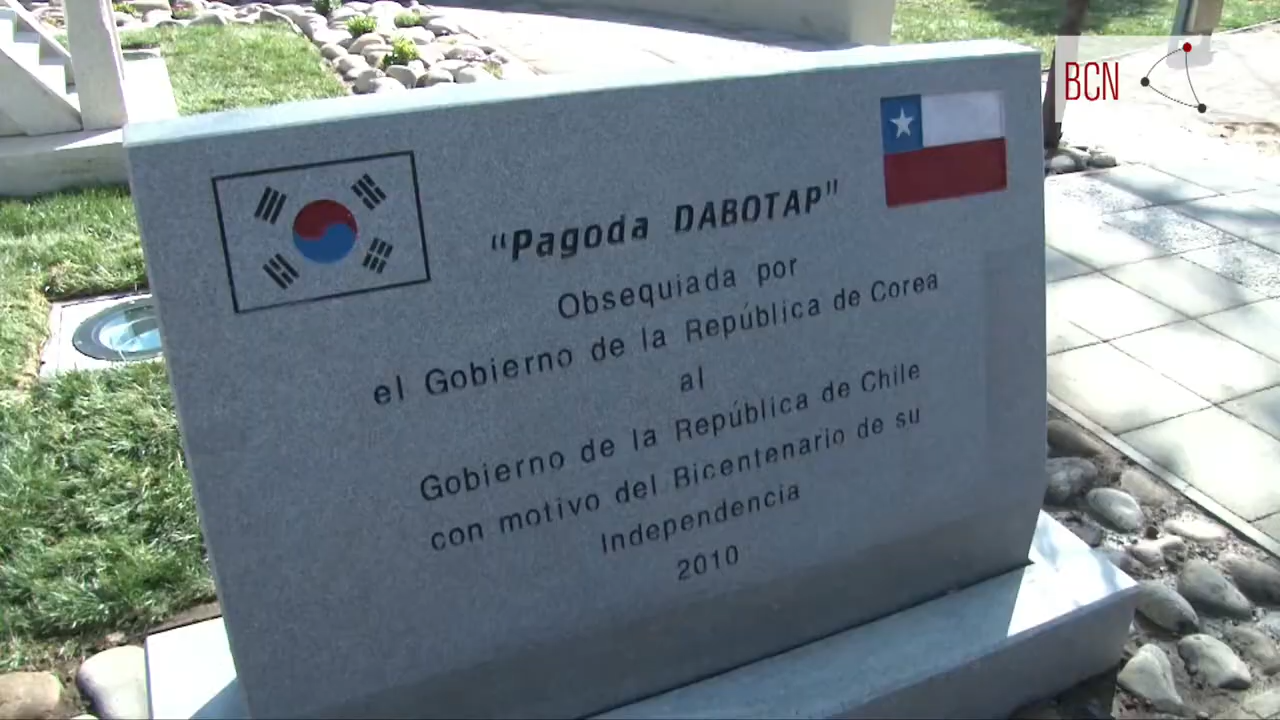 BCN
"Pagoda DABOTAP"
Obsequiada por
el Gobierno de la República de Corea
al
Gobierno de la República de Chile
con motivo del Bicentenario de su
Independencia
2010